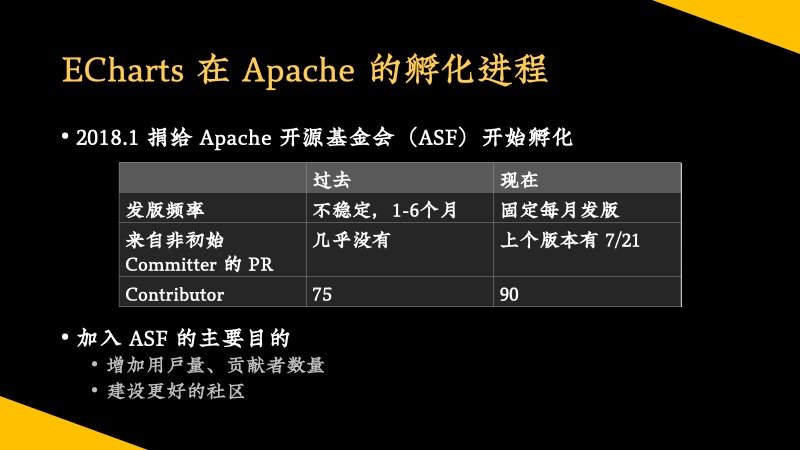 ECharts 在 Apache 的孵化进程
• 2018.1 捐给 Apache 开源基金会（ASF）开始孵化
过去 现在
发版频率 不稳定，1-6个月 固定每月发版
来自非初始 几乎没有 上个版本有 7/21
Committer 的 PR
Contributor 75 90
• 加入 ASF 的主要目的
• 增加用户量、贡献者数量
• 建设更好的社区